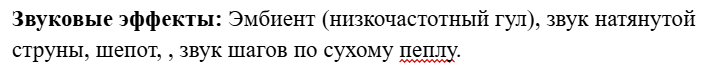 Звуковые эффекты: Эмбиент (низкочастотный гул), звук натянутой
струны, шепот, , звук шагов по сухому пеплу.